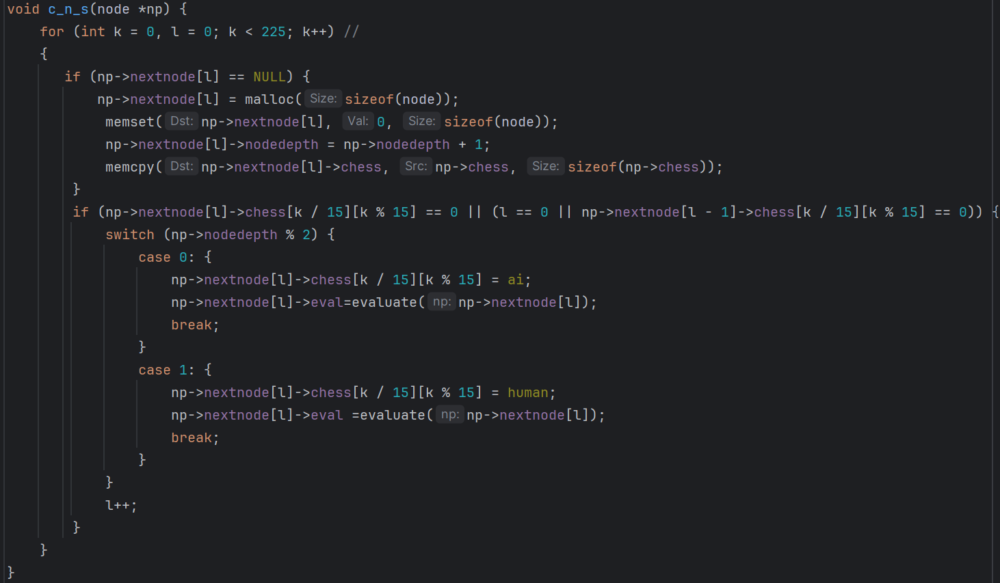 void c_n_s(node *np) {
    for (int k = 0, l = 0; k < 225; k++) //
    {
       if (np->nextnode[l] == NULL) {
           np->nextnode[l] = malloc( Size: sizeof(node));
            memset( Dst: np->nextnode[l], Val: 0, Size: sizeof(node));
            np->nextnode[l]->nodedepth = np->nodedepth + 1;
            memcpy( Dst: np->nextnode[l]->chess, Src: np->chess, Size: sizeof(np->chess));
        }
        if (np->nextnode[l]->chess[k / 15][k % 15] == 0 || (l == 0 || np->nextnode[l - 1]->chess[k / 15][k % 15] == 0)) {
            switch (np->nodedepth % 2) {
                case 0: {
                    np->nextnode[l]->chess[k / 15][k % 15] = ai;
                    np->nextnode[l]->eval=evaluate( np: np->nextnode[l]);
                    break;
                }
                case 1: {
                    np->nextnode[l]->chess[k / 15][k % 15] = human;
                    np->nextnode[l]->eval =evaluate( np: np->nextnode[l]);
                    break;
                }
            }
            l++;
        }
    }
}